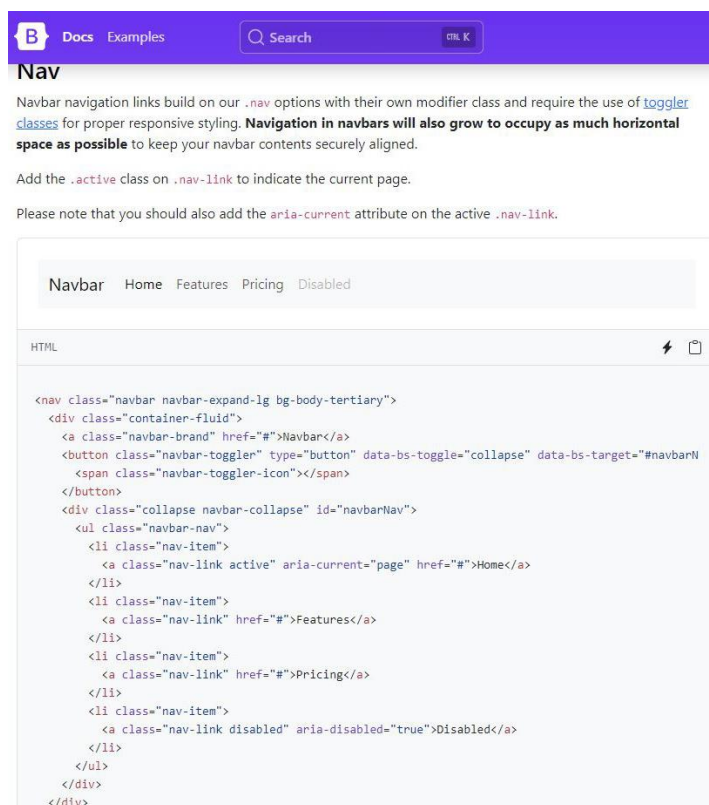 B Docs Examples Search CTRL K
Nav
Navbar navigation links build on our .nav options with their own modifier class and require the use of toggler
classes for proper responsive styling. Navigation in navbars will also grow to occupy as much horizontal
space as possible to keep your navbar contents securely aligned.
Add the .active class on .nav-link to indicate the current page.
Please note that you should also add the aria-current attribute on the active .nav-link.
Navbar Home Features Pricing Disabled
HTML
<nav class="navbar navbar-expand-lg bg-body-tertiary">
<div class="container-fluid">
<a class="navbar-brand" href="#">Navbar</a>
<button class="navbar-toggler" type="button" data-bs-toggle="collapse" data-bs-target="#navbarN
<span class="navbar-toggler-icon"></span>
</button>
<div class="collapse navbar-collapse" id="navbarNav">
<ul class="navbar-nav">
<li class="nav-item">
<a class="nav-link active" aria-current="page" href="#">Home</a>
</li>
<li class="nav-item">
<a class="nav-link" href="#">Features</a>
</li>
<li class="nav-item">
<a class="nav-link" href="#">Pricing</a>
</li>
<li class="nav-item">
<a class="nav-link disabled" aria-disabled="true">Disabled</a>
</li>
</ul>
</div>
</div>